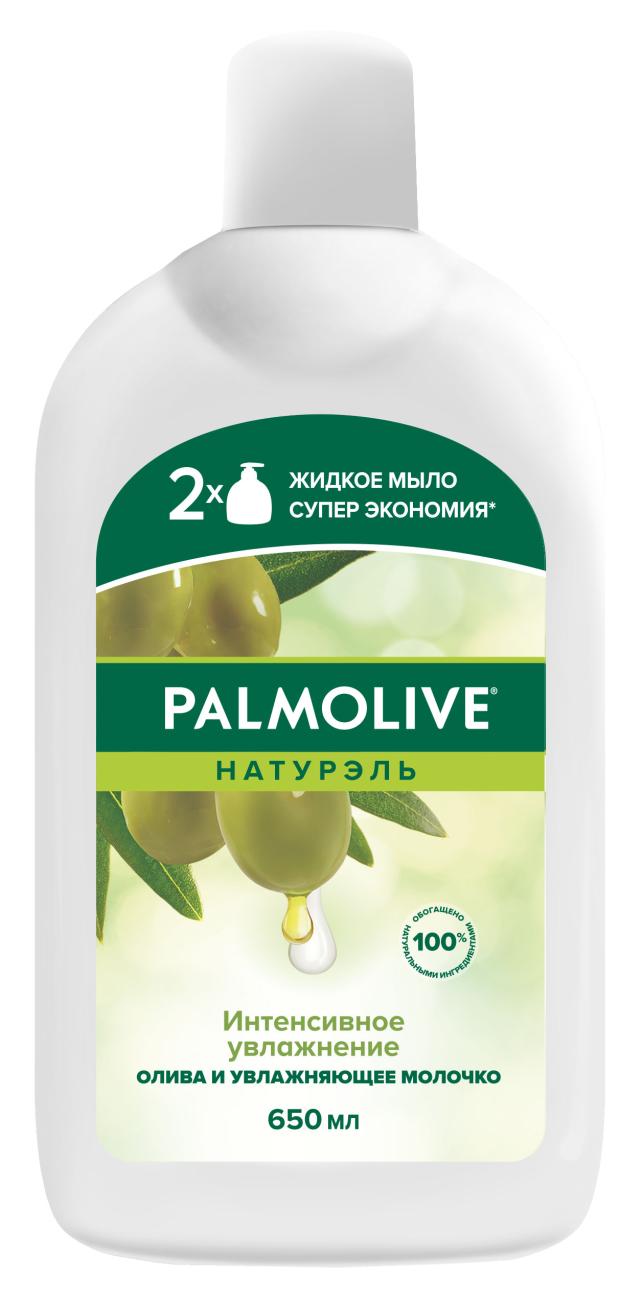 2x
ЖИДКОЕ МЫЛО
СУПЕР ЭКОНОМИЯ*
PALMOLIVE®
НАТУРЭЛЬ
ОБОГАЩЕНО
100%
НАТУРАЛЬНЫМИ ИНГРЕДИЕНТАМИ
Интенсивное
увлажнение
ОЛИВА И УВЛАЖНЯЮЩЕЕ МОЛОЧКО
650 МЛ